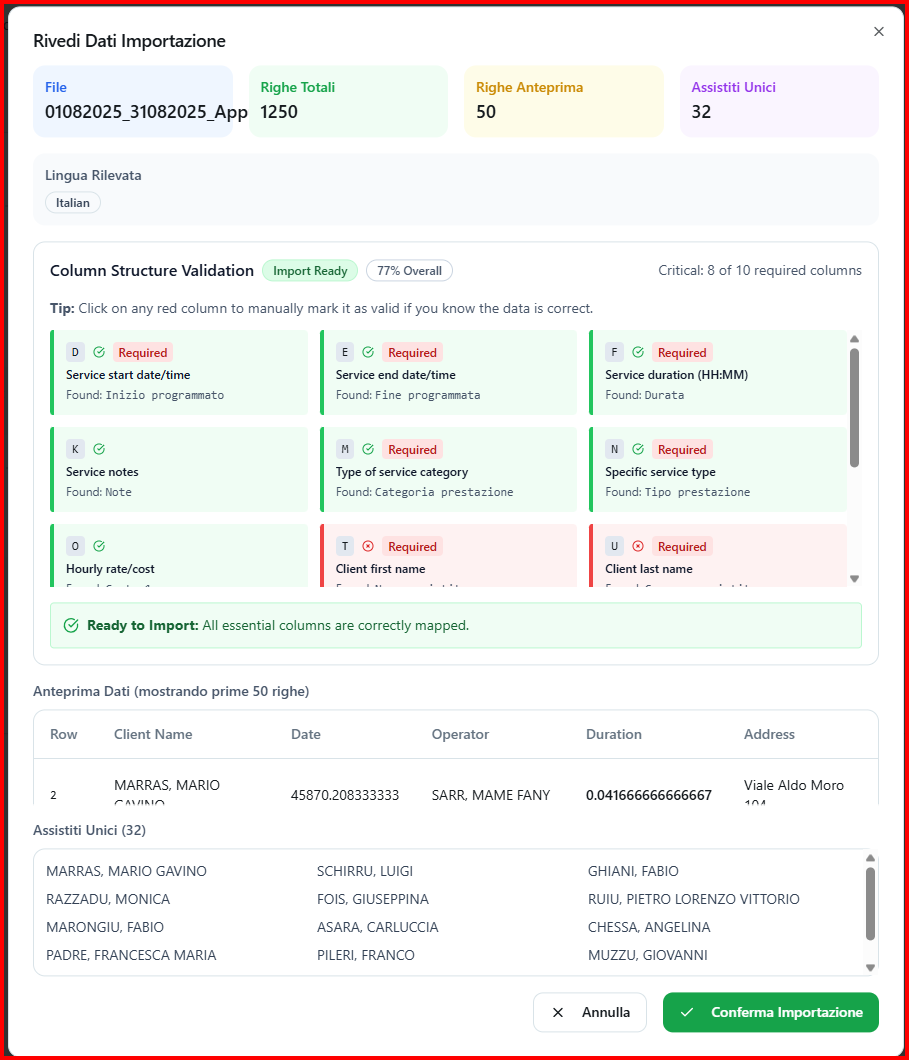 Rivedi Dati Importazione
File
Righe Totali
Righe Anteprima
Assistiti Unici
01082025_31082025_App
1250
50
32
Lingua Rilevata
Italian
Column Structure Validation
Import Ready
77% Overall
Critical: 8 of 10 required columns
Tip: Click on any red column to manually mark it as valid if you know the data is correct.
D Required
Service start date/time
Found: Inizio programmato
E Required
Service end date/time
Found: Fine programmata
F Required
Service duration (HH:MM)
Found: Durata
K
Service notes
Found: Note
M Required
Type of service category
Found: Categoria prestazione
N Required
Specific service type
Found: Tipo prestazione
O
Hourly rate/cost
T Required
Client first name
U Required
Client last name
Ready to Import: All essential columns are correctly mapped.
Anteprima Dati (mostrando prime 50 righe)
Row Client Name Date Operator Duration Address
2 MARRAS, MARIO GAVINO 45870.208333333 SARR, MAME FANY 0.041666666666667 Viale Aldo Moro
Assistiti Unici (32)
MARRAS, MARIO GAVINO SCHIRRU, LUIGI GHIANI, FABIO
RAZZADU, MONICA FOIS, GIUSEPPINA RUIU, PIETRO LORENZO VITTORIO
MARONGIU, FABIO ASARA, CARLUCCIA CHESSA, ANGELINA
PADRE, FRANCESCA MARIA PILERI, FRANCO MUZZU, GIOVANNI
Annulla
Conferma Importazione